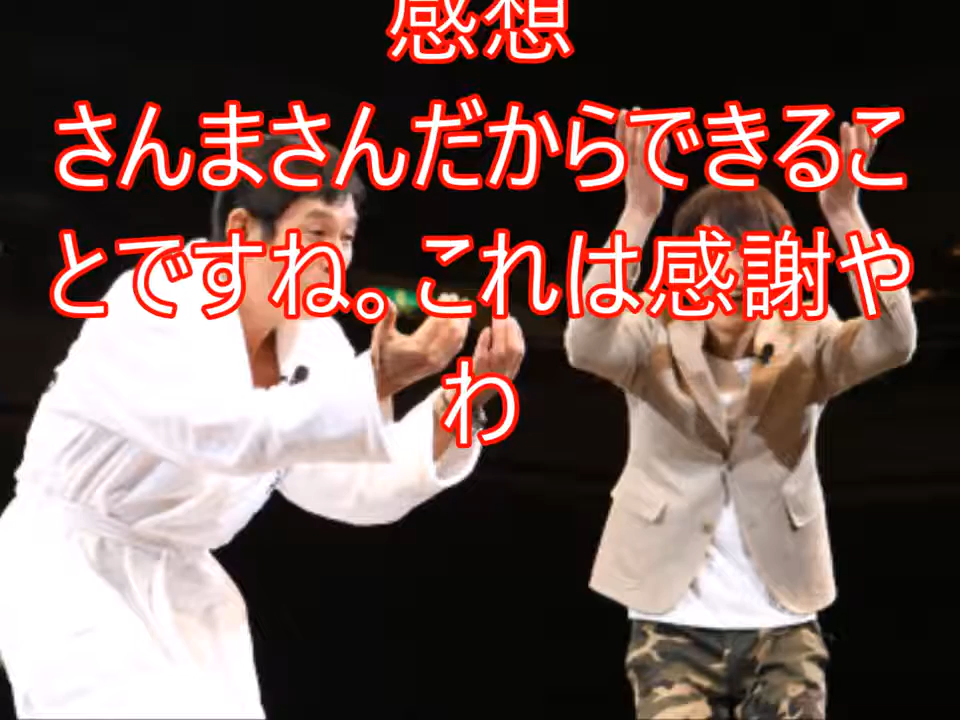 感想
さんまさんだからできるこ
とですね。これは感謝や
わ